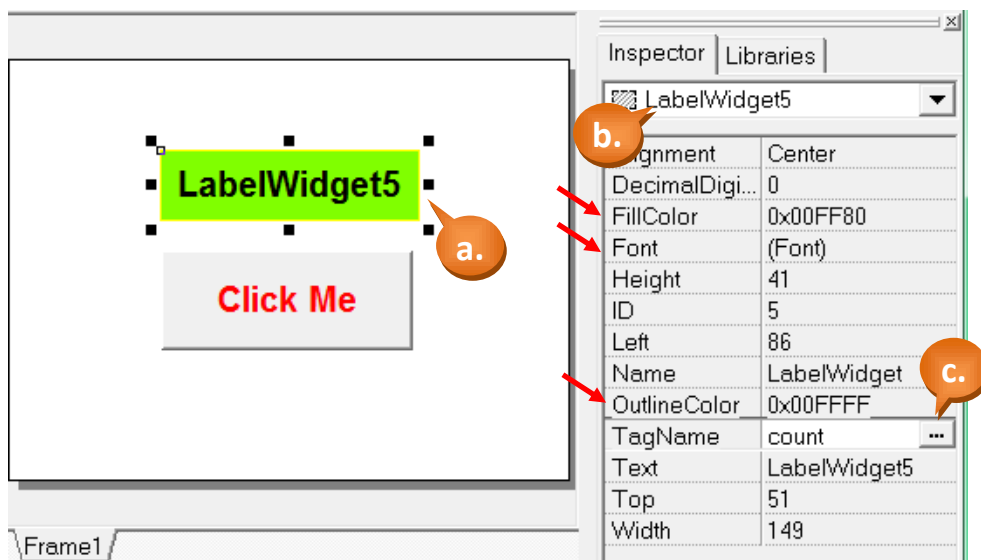 Inspector Libraries
LabelWidget5
b.
ignment Center
DecimalDigi... 0
FillColor 0x00FF80
Font (Font)
Height 41
ID 5
Left 86
Name LabelWidget
c.
OutlineColor 0x00FFFF
TagName count ...
Text LabelWidget5
Top 51
Width 149
LabelWidget5
a.
Click Me
Frame1